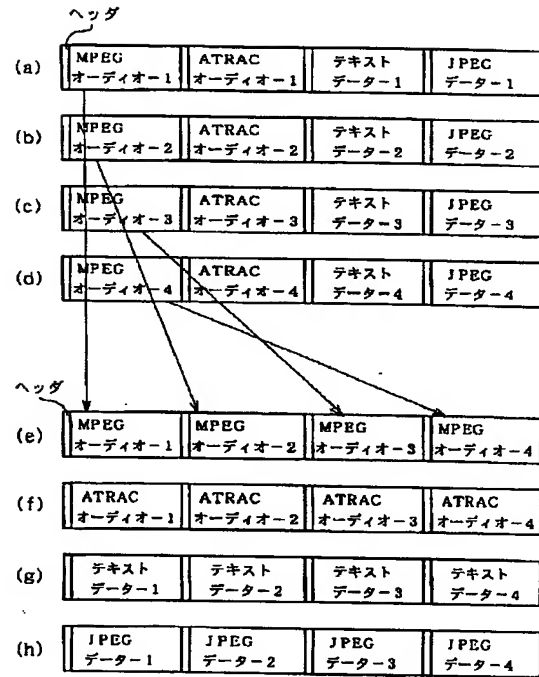 ヘッダ
(a) MPEG ATRAC テキスト JPEG
オーディオ-1 オーディオ-1 データ-1 データ-1
(b) MPEG ATRAC テキスト JPEG
オーディオ-2 オーディオ-2 データ-2 データ-2
(c) MPEG ATRAC テキスト JPEG
オーディオ-3 オーディオ-3 データ-3 データ-3
(d) MPEG ATRAC テキスト JPEG
オーディオ-4 オーディオ-4 データ-4 データ-4
ヘッダ
(e) MPEG MPEG MPEG MPEG
オーディオ-1 オーディオ-2 オーディオ-3 オーディオ-4
(f) ATRAC ATRAC ATRAC ATRAC
オーディオ-1 オーディオ-2 オーディオ-3 オーディオ-4
(g) テキスト テキスト テキスト テキスト
データ-1 データ-2 データ-3 データ-4
(h) JPEG JPEG JPEG JPEG
データ-1 データ-2 データ-3 データ-4